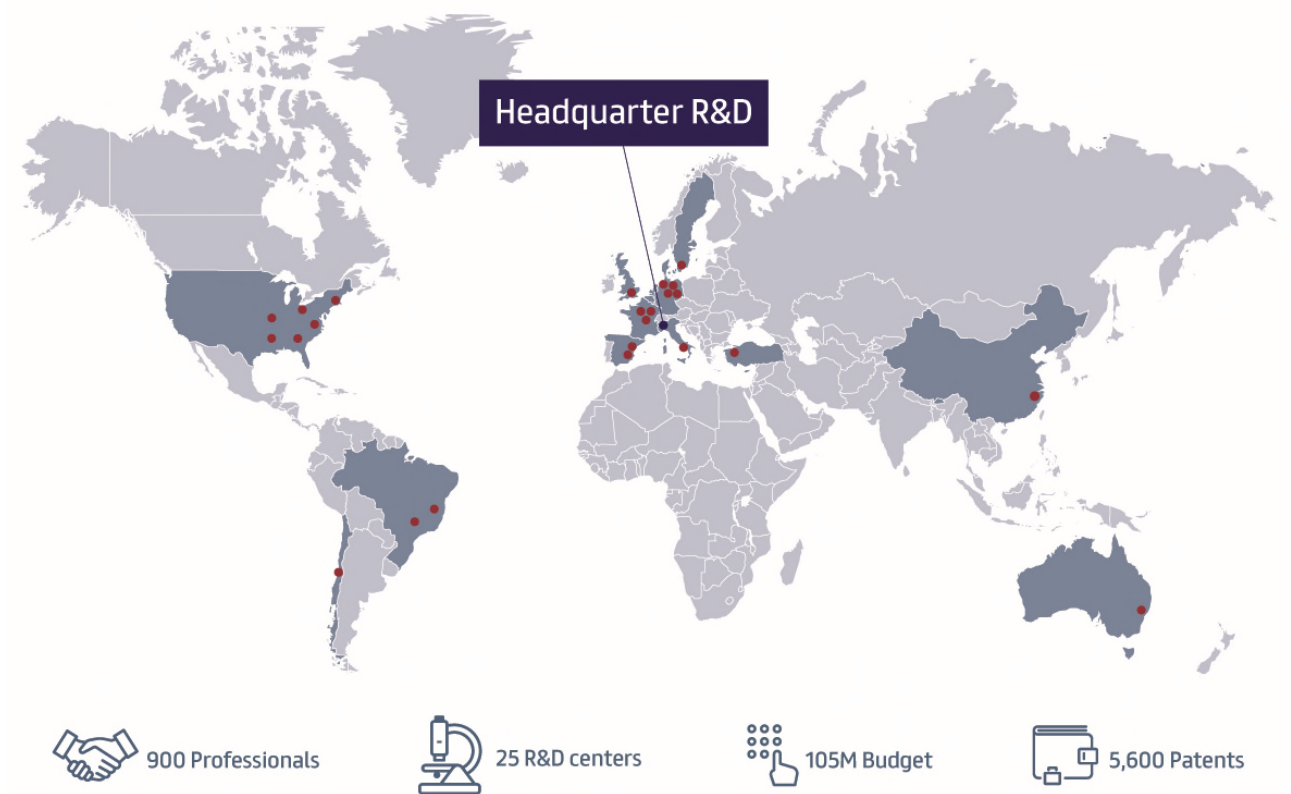 Headquarter R&D
900 Professionals
25 R&D centers
105M Budget
5,600 Patents